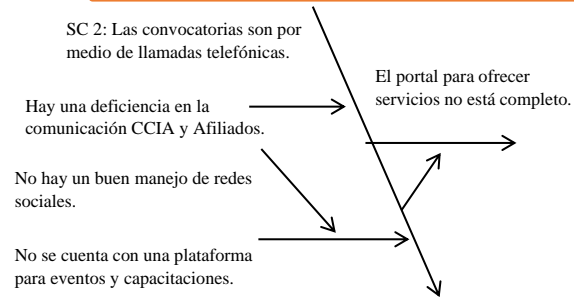 SC 2: Las convocatorias son por
medio de llamadas telefónicas.
El portal para ofrecer
servicios no está completo.
Hay una deficiencia en la
comunicación CCIA y Afiliados.
No hay un buen manejo de redes
sociales.
No se cuenta con una plataforma
para eventos y capacitaciones.